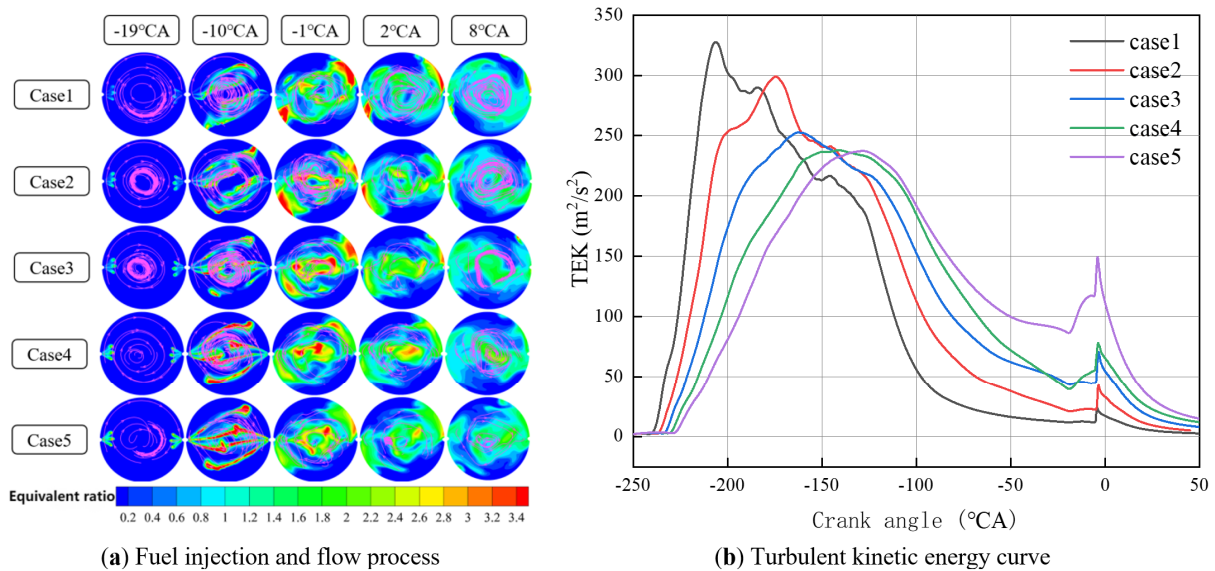 -19°CA -10°CA -1°CA 2°CA 8°CA
Case1
Case2
Case3
Case4
Case5
Equivalent ratio
0.2 0.4 0.6 0.8 1 1.2 1.4 1.6 1.8 2 2.2 2.4 2.6 2.8 3 3.2 3.4
(a) Fuel injection and flow process
TEK (m²/s²)
350
300
250
200
150
100
50
0
case1
case2
case3
case4
case5
-250 -200 -150 -100 -50 0 50
Crank angle (°CA)
(b) Turbulent kinetic energy curve